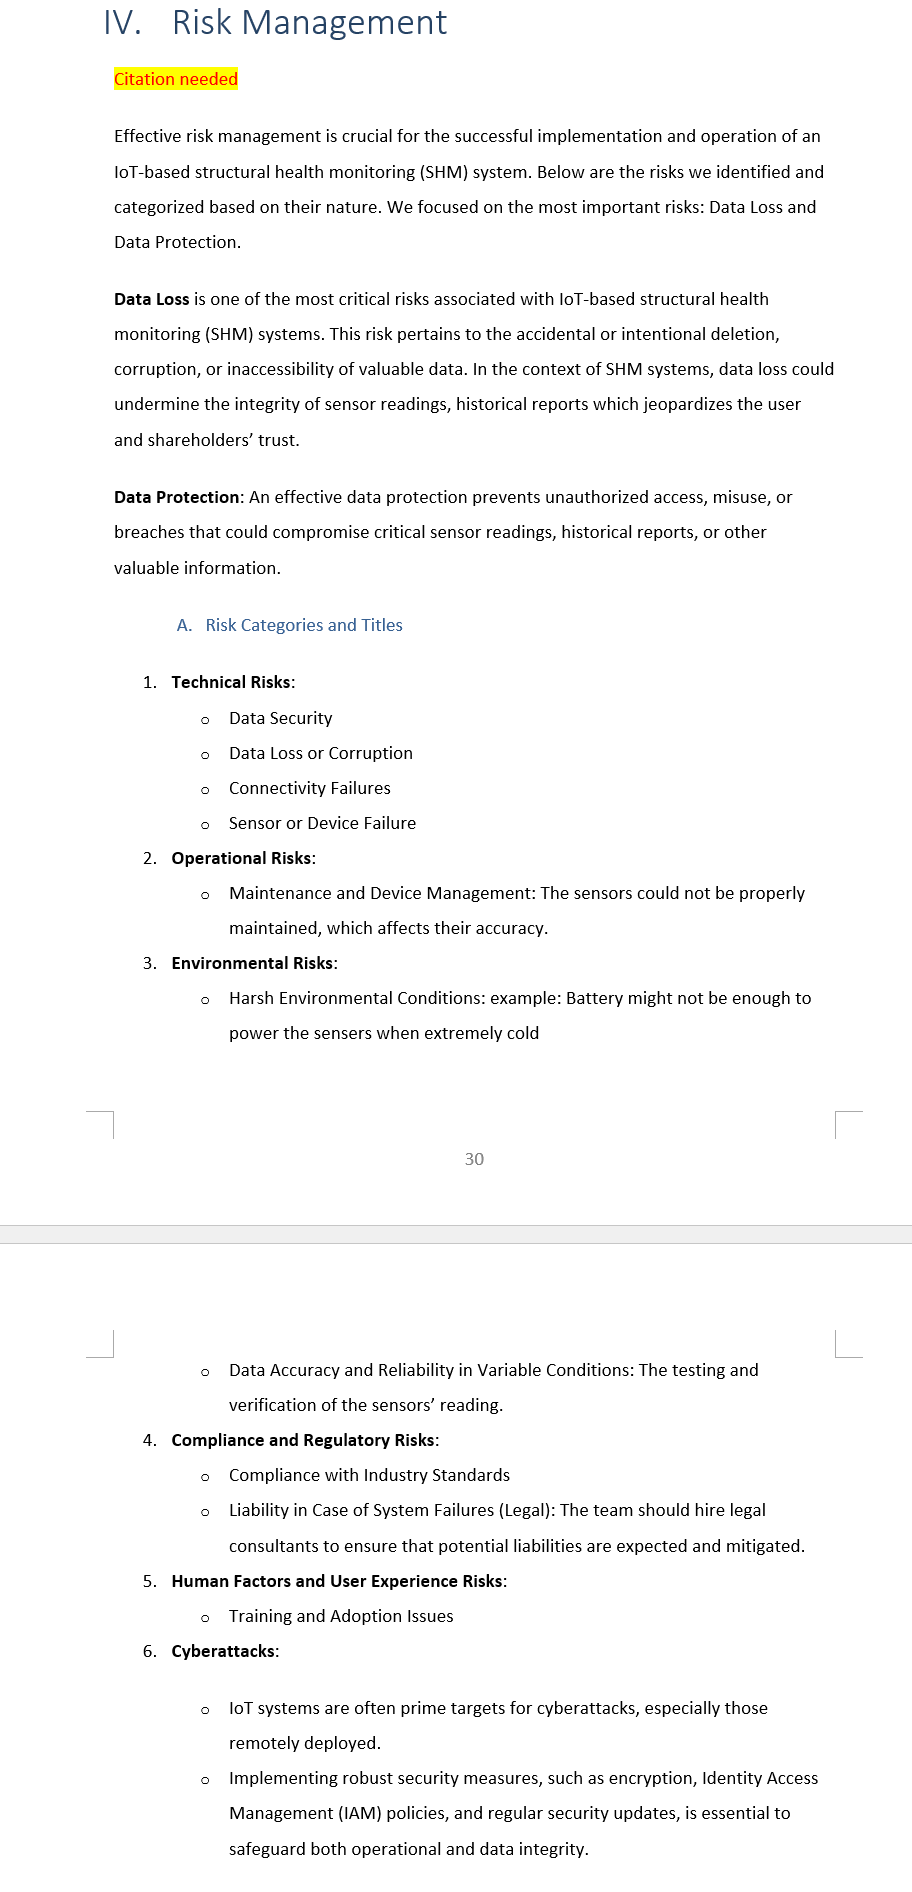 IV. Risk Management
Citation needed
Effective risk management is crucial for the successful implementation and operation of an
IoT-based structural health monitoring (SHM) system. Below are the risks we identified and
categorized based on their nature. We focused on the most important risks: Data Loss and
Data Protection.
Data Loss is one of the most critical risks associated with IoT-based structural health
monitoring (SHM) systems. This risk pertains to the accidental or intentional deletion,
corruption, or inaccessibility of valuable data. In the context of SHM systems, data loss could
undermine the integrity of sensor readings, historical reports which jeopardizes the user
and shareholders’ trust.
Data Protection: An effective data protection prevents unauthorized access, misuse, or
breaches that could compromise critical sensor readings, historical reports, or other
valuable information.
A. Risk Categories and Titles
1. Technical Risks:
o Data Security
o Data Loss or Corruption
o Connectivity Failures
o Sensor or Device Failure
2. Operational Risks:
o Maintenance and Device Management: The sensors could not be properly
maintained, which affects their accuracy.
3. Environmental Risks:
o Harsh Environmental Conditions: example: Battery might not be enough to
power the sensers when extremely cold
30
o Data Accuracy and Reliability in Variable Conditions: The testing and
verification of the sensors’ reading.
4. Compliance and Regulatory Risks:
o Compliance with Industry Standards
o Liability in Case of System Failures (Legal): The team should hire legal
consultants to ensure that potential liabilities are expected and mitigated.
5. Human Factors and User Experience Risks:
o Training and Adoption Issues
6. Cyberattacks:
o IoT systems are often prime targets for cyberattacks, especially those
remotely deployed.
o Implementing robust security measures, such as encryption, Identity Access
Management (IAM) policies, and regular security updates, is essential to
safeguard both operational and data integrity.